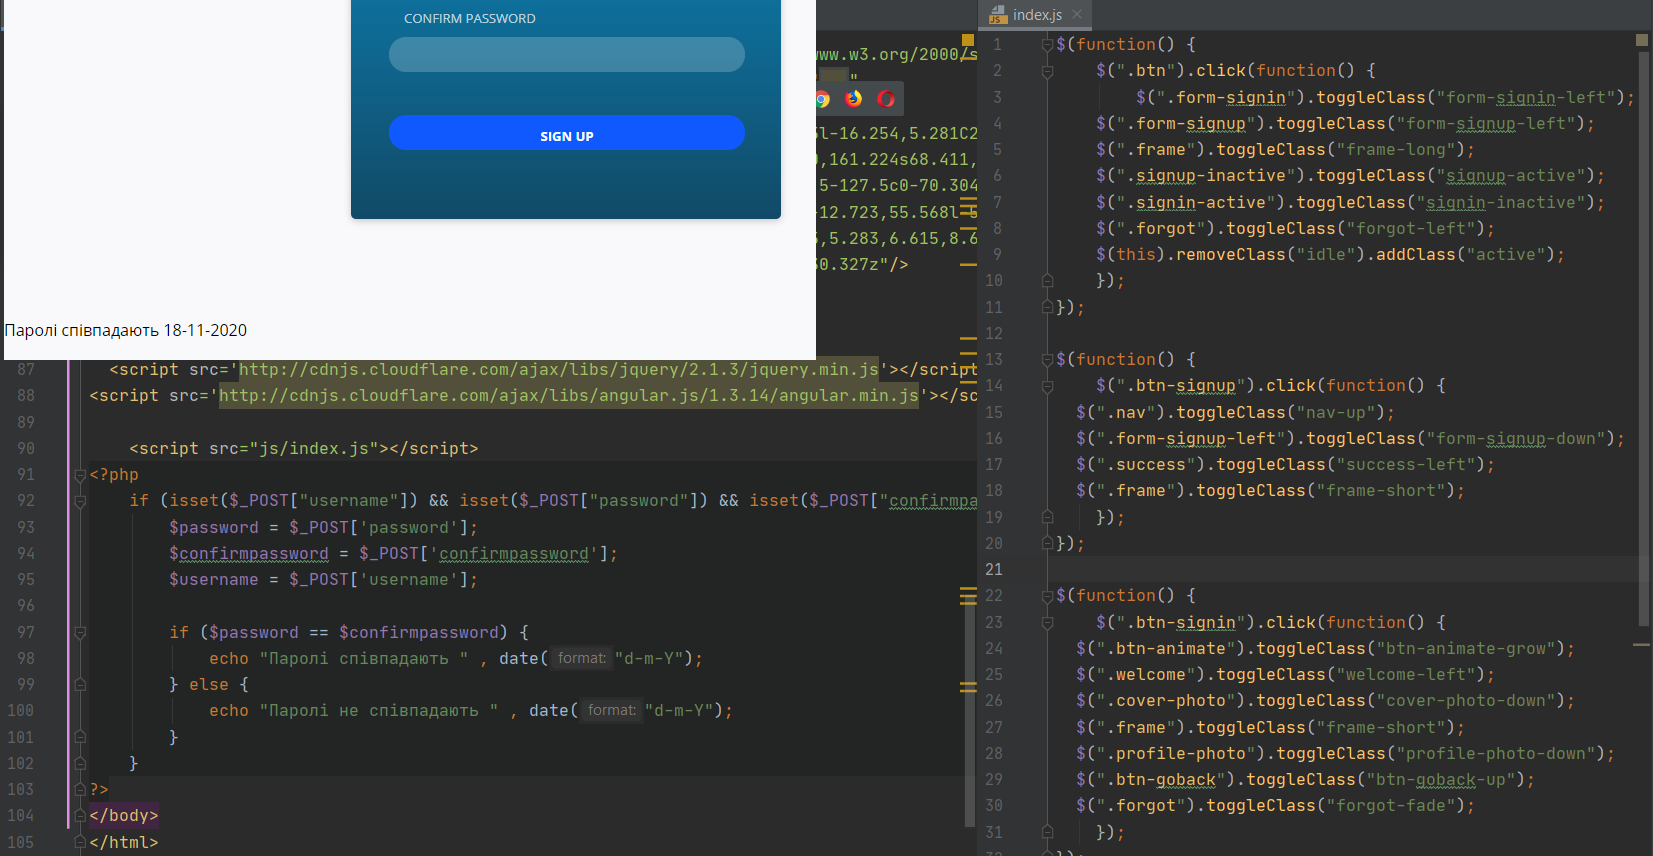 CONFIRM PASSWORD
SIGN UP
Паролі співпадають 18-11-2020
www.w3.org/2000/s
"
5l-16.254,5.281C2
,161.224s68.411,
5-127.5c0-70.304
-12.723,55.568l
,5.283,6.615,8.6
30.327z"/>
87 <script src='http://cdnjs.cloudflare.com/ajax/libs/jquery/2.1.3/jquery.min.js'></script
88 <script src='http://cdnjs.cloudflare.com/ajax/libs/angular.js/1.3.14/angular.min.js'></sc
89
90 <script src="js/index.js"></script>
91 <?php
92 if (isset($_POST["username"]) && isset($_POST["password"]) && isset($_POST["confirmpa
93 $password = $_POST['password'];
94 $confirmpassword = $_POST['confirmpassword'];
95 $username = $_POST['username'];
96
97 if ($password == $confirmpassword) {
98 echo "Паролі співпадають " , date( format: "d-m-Y");
99 } else {
100 echo "Паролі не співпадають " , date( format: "d-m-Y");
101 }
102 }
103 ?>
104 </body>
105 </html>
index.js
1 $(function() {
2 $(".btn").click(function() {
3 $(".form-signin").toggleClass("form-signin-left");
4 $(".form-signup").toggleClass("form-signup-left");
5 $(".frame").toggleClass("frame-long");
6 $(".signup-inactive").toggleClass("signup-active");
7 $(".signin-active").toggleClass("signin-inactive");
8 $(".forgot").toggleClass("forgot-left");
9 $(this).removeClass("idle").addClass("active");
10 });
11 });
12
13 $(function() {
14 $(".btn-signup").click(function() {
15 $(".nav").toggleClass("nav-up");
16 $(".form-signup-left").toggleClass("form-signup-down");
17 $(".success").toggleClass("success-left");
18 $(".frame").toggleClass("frame-short");
19 });
20 });
21
22 $(function() {
23 $(".btn-signin").click(function() {
24 $(".btn-animate").toggleClass("btn-animate-grow");
25 $(".welcome").toggleClass("welcome-left");
26 $(".cover-photo").toggleClass("cover-photo-down");
27 $(".frame").toggleClass("frame-short");
28 $(".profile-photo").toggleClass("profile-photo-down");
29 $(".btn-goback").toggleClass("btn-goback-up");
30 $(".forgot").toggleClass("forgot-fade");
31 });